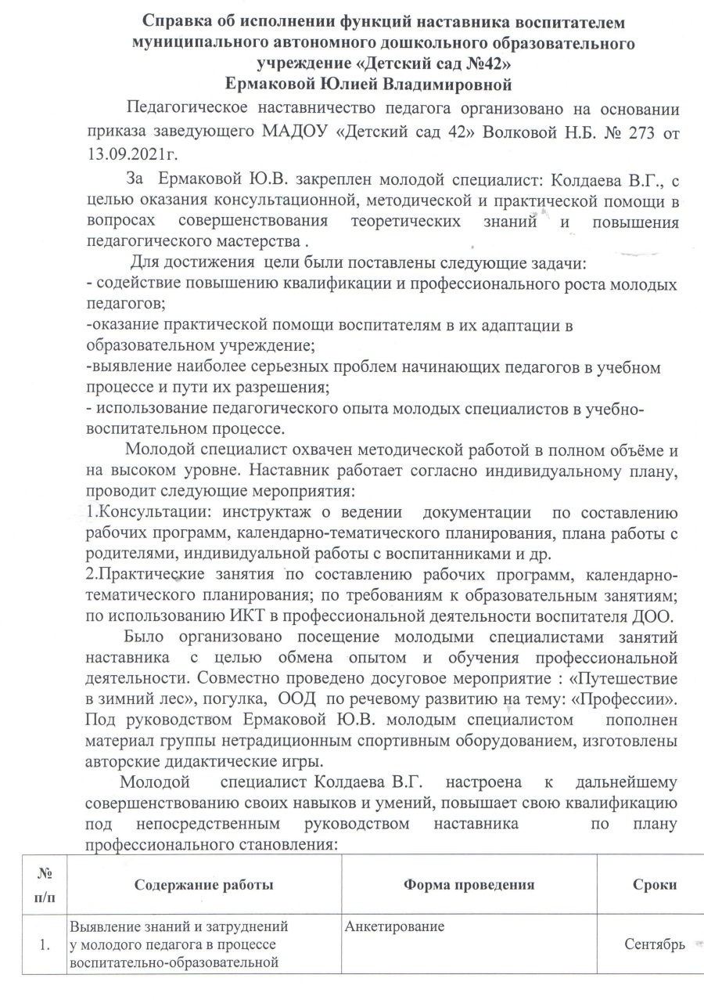 Справка об исполнении функций наставника воспитателем
муниципального автономного дошкольного образовательного
учреждение «Детский сад №42»
Ермаковой Юлией Владимировной
Педагогическое наставничество педагога организовано на основании
приказа заведующего МАДОУ «Детский сад 42» Волковой Н.Б. № 273 от
13.09.2021г.
За Ермаковой Ю.В. закреплен молодой специалист: Колдаева В.Г., с
целью оказания консультационной, методической и практической помощи в
вопросах совершенствования теоретических знаний и повышения
педагогического мастерства .
Для достижения цели были поставлены следующие задачи:
- содействие повышению квалификации и профессионального роста молодых
педагогов;
-оказание практической помощи воспитателям в их адаптации в
образовательном учреждение;
-выявление наиболее серьезных проблем начинающих педагогов в учебном
процессе и пути их разрешения;
- использование педагогического опыта молодых специалистов в учебно-
воспитательном процессе.
Молодой специалист охвачен методической работой в полном объёме и
на высоком уровне. Наставник работает согласно индивидуальному плану,
проводит следующие мероприятия:
1.Консультации: инструктаж о ведении документации по составлению
рабочих программ, календарно-тематического планирования, плана работы с
родителями, индивидуальной работы с воспитанниками и др.
2.Практические занятия по составлению рабочих программ, календарно-
тематического планирования; по требованиям к образовательным занятиям;
по использованию ИКТ в профессиональной деятельности воспитателя ДОО.
Было организовано посещение молодыми специалистами занятий
наставника с целью обмена опытом и обучения профессиональной
деятельности. Совместно проведено досуговое мероприятие : «Путешествие
в зимний лес», погулка, ООД по речевому развитию на тему: «Профессии».
Под руководством Ермаковой Ю.В. молодым специалистом пополнен
материал группы нетрадиционным спортивным оборудованием, изготовлены
авторские дидактические игры.
Молодой специалист Колдаева В.Г. настроена к дальнейшему
совершенствованию своих навыков и умений, повышает свою квалификацию
под непосредственным руководством наставника по плану
профессионального становления:
№ п/п Содержание работы Форма проведения Сроки
1. Выявление знаний и затруднений Анкетирование Сентябрь
у молодого педагога в процессе
воспитательно-образовательной